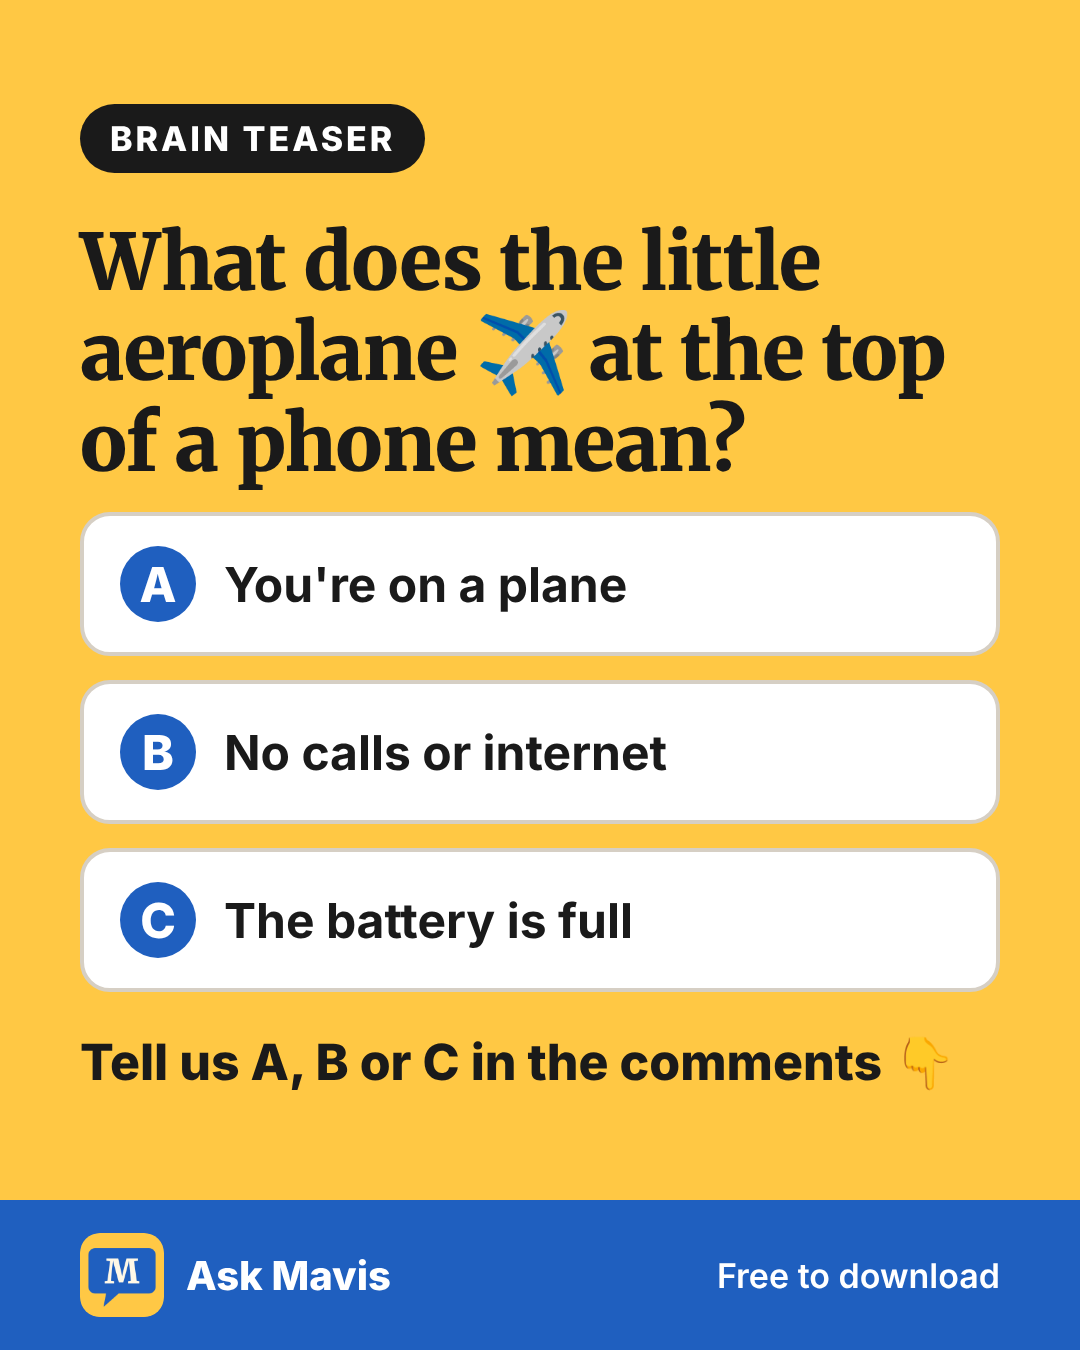 BRAIN TEASER
What does the little
aeroplane ✈️ at the top
of a phone mean?
A You're on a plane
B No calls or internet
C The battery is full
Tell us A, B or C in the comments 👇
M Ask Mavis
Free to download